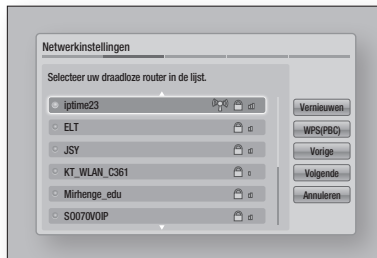 Netwerkinstellingen
Selecteer uw draadloze router in de lijst.
iptime23
ELT
JSY
KT_WLAN_C361
Mirhenge_edu
SO070VOIP
Vernieuwen
WPS(PBC)
Vorige
Volgende
Annuleren